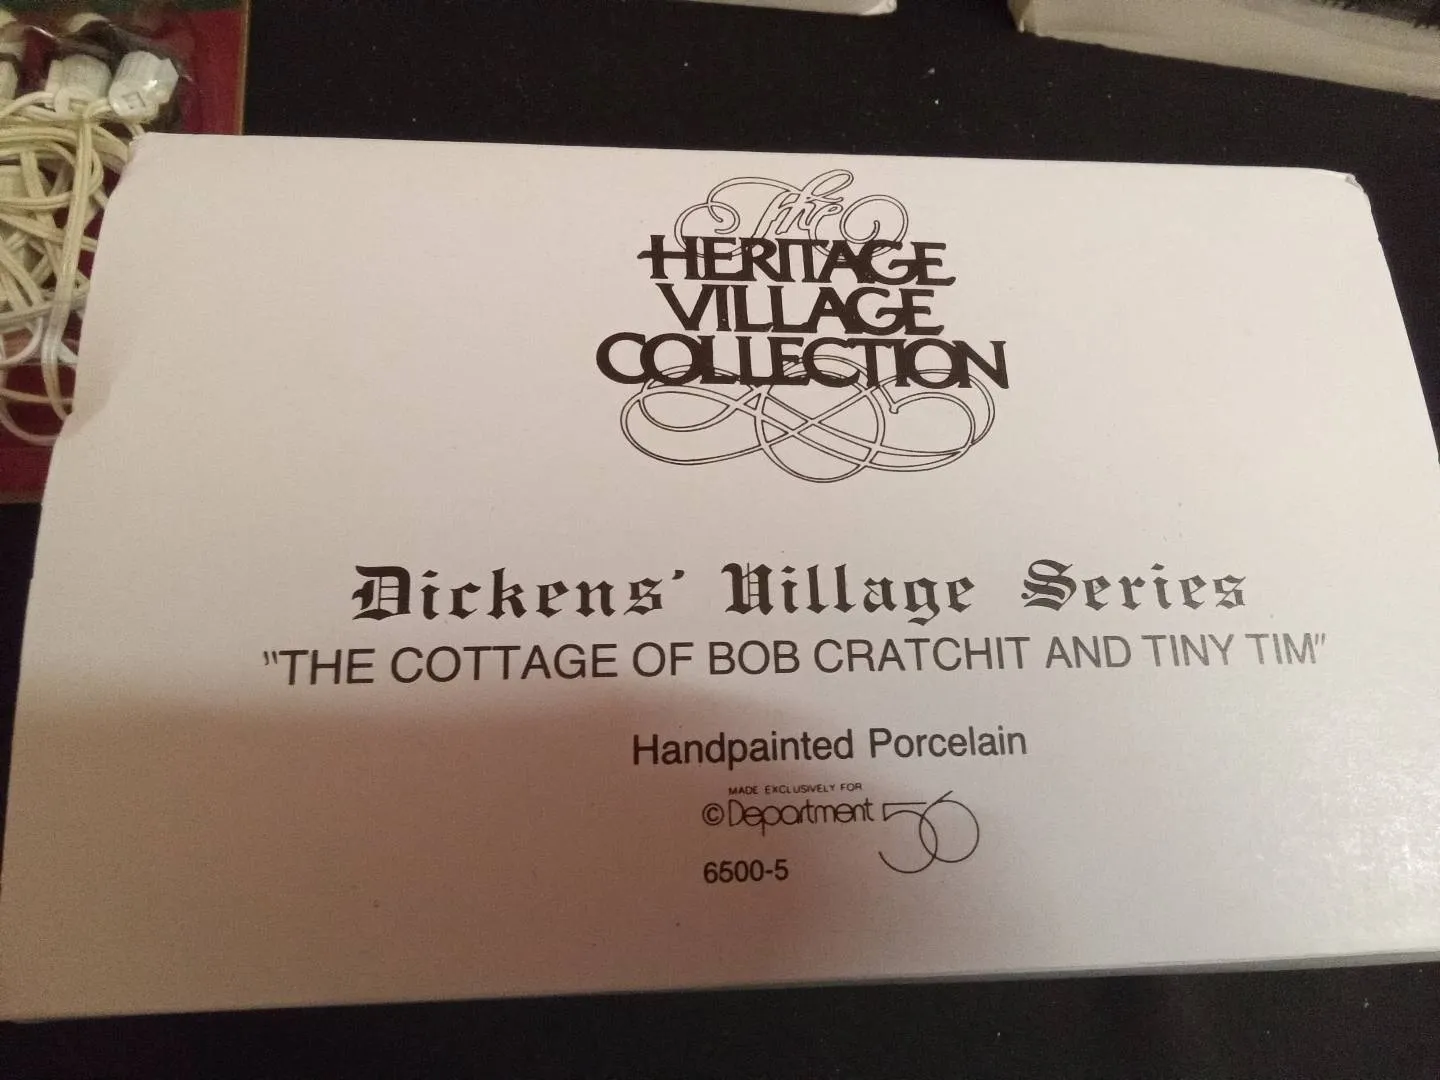 The
HERITAGE
VILLAGE
COLLECTION
Dickens' Village Series
"THE COTTAGE OF BOB CRATCHIT AND TINY TIM"
Handpainted Porcelain
MADE EXCLUSIVELY FOR
© Department 56
6500-5